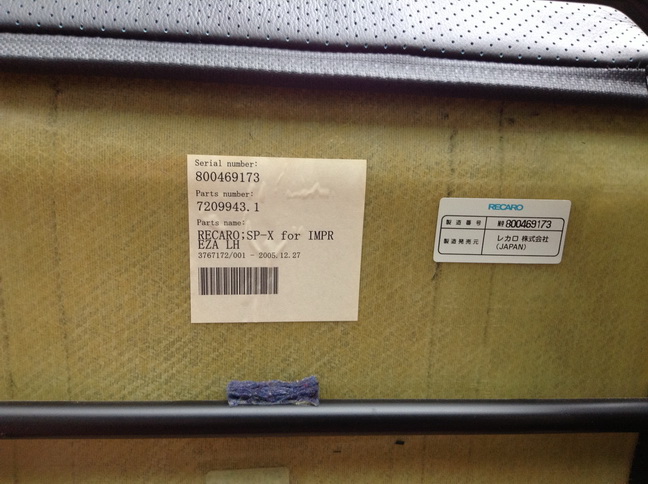 Serial number:
800469173
Parts number:
7209943.1
Parts name:
RECARO;SP-X for IMPR
EZA LH
3767172/001 - 2005.12.27
RECARO
製造番号 800469173
製造発売元 レカロ 株式会社
(JAPAN)